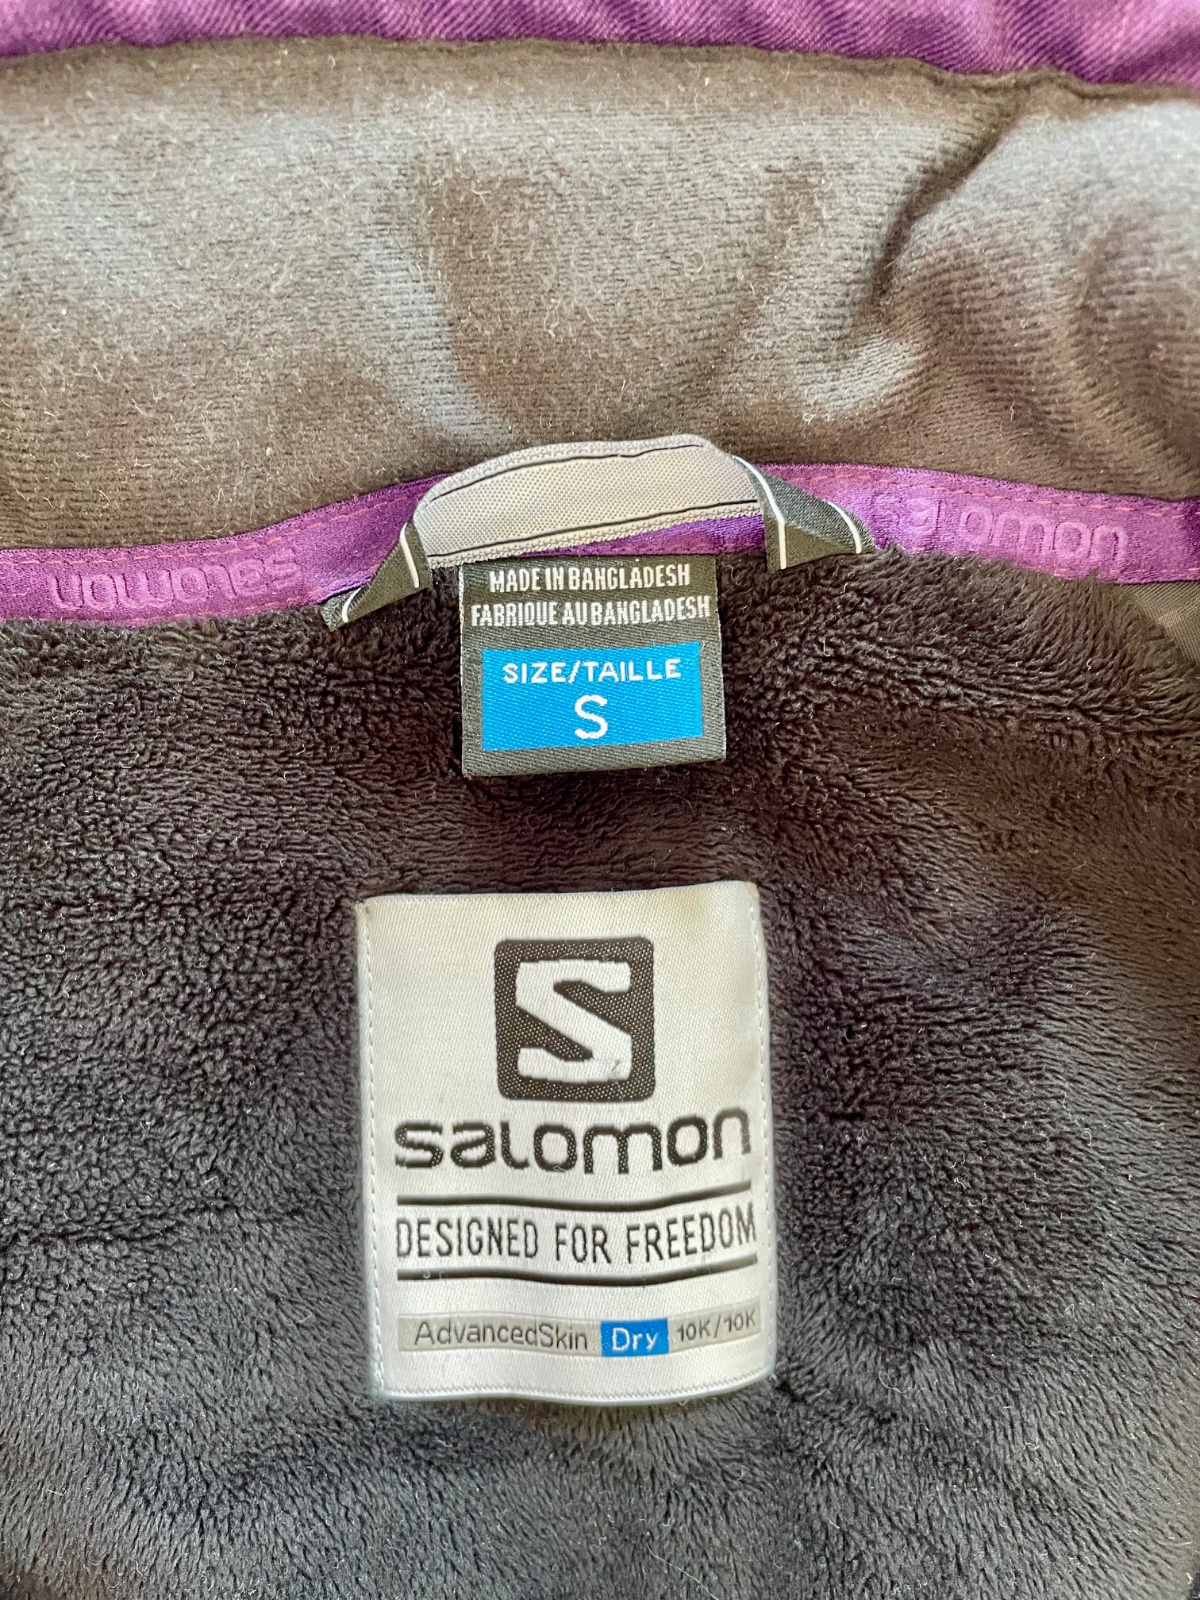 salomon
salomon
MADE IN BANGLADESH
FABRIQUE AU BANGLADESH
SIZE/TAILLE
S
S
salomon
DESIGNED FOR FREEDOM
AdvancedSkin Dry 10K/10K